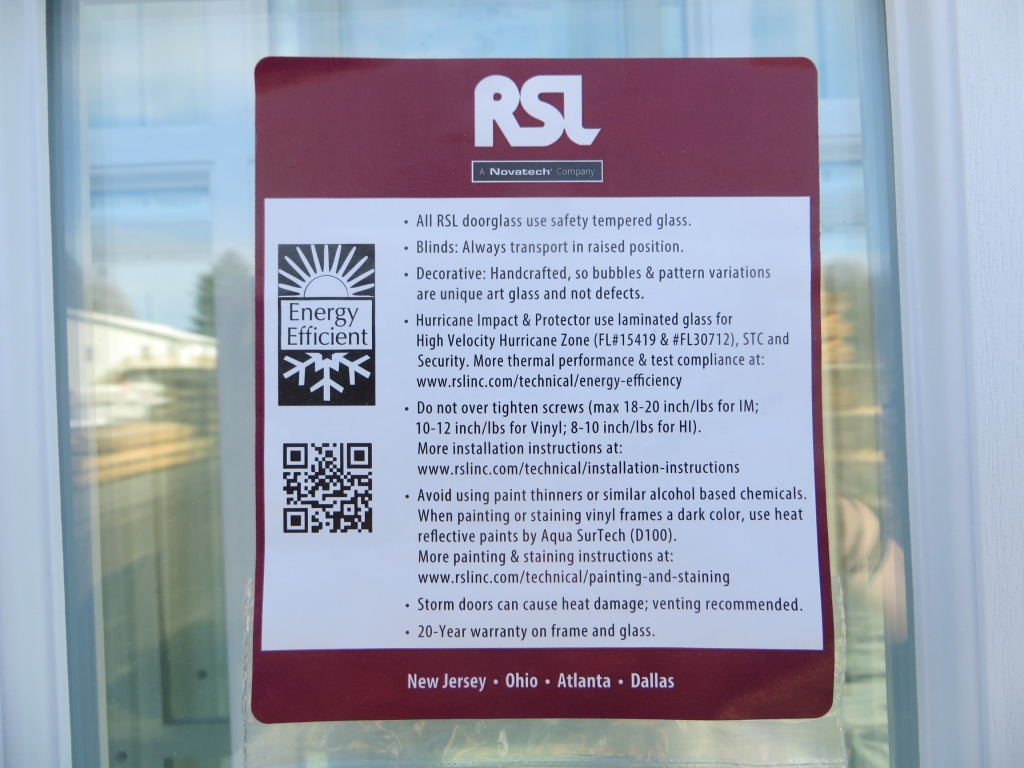 RSL
A Novatech® Company
• All RSL doorglass use safety tempered glass.
• Blinds: Always transport in raised position.
• Decorative: Handcrafted, so bubbles & pattern variations
are unique art glass and not defects.
Energy
Efficient
• Hurricane Impact & Protector use laminated glass for
High Velocity Hurricane Zone (FL#15419 & #FL30712), STC and
Security. More thermal performance & test compliance at:
www.rslinc.com/technical/energy-efficiency
• Do not over tighten screws (max 18-20 inch/lbs for IM;
10-12 inch/lbs for Vinyl; 8-10 inch/lbs for HI).
More installation instructions at:
www.rslinc.com/technical/installation-instructions
• Avoid using paint thinners or similar alcohol based chemicals.
When painting or staining vinyl frames a dark color, use heat
reflective paints by Aqua SurTech (D100).
More painting & staining instructions at:
www.rslinc.com/technical/painting-and-staining
• Storm doors can cause heat damage; venting recommended.
• 20-Year warranty on frame and glass.
New Jersey • Ohio • Atlanta • Dallas